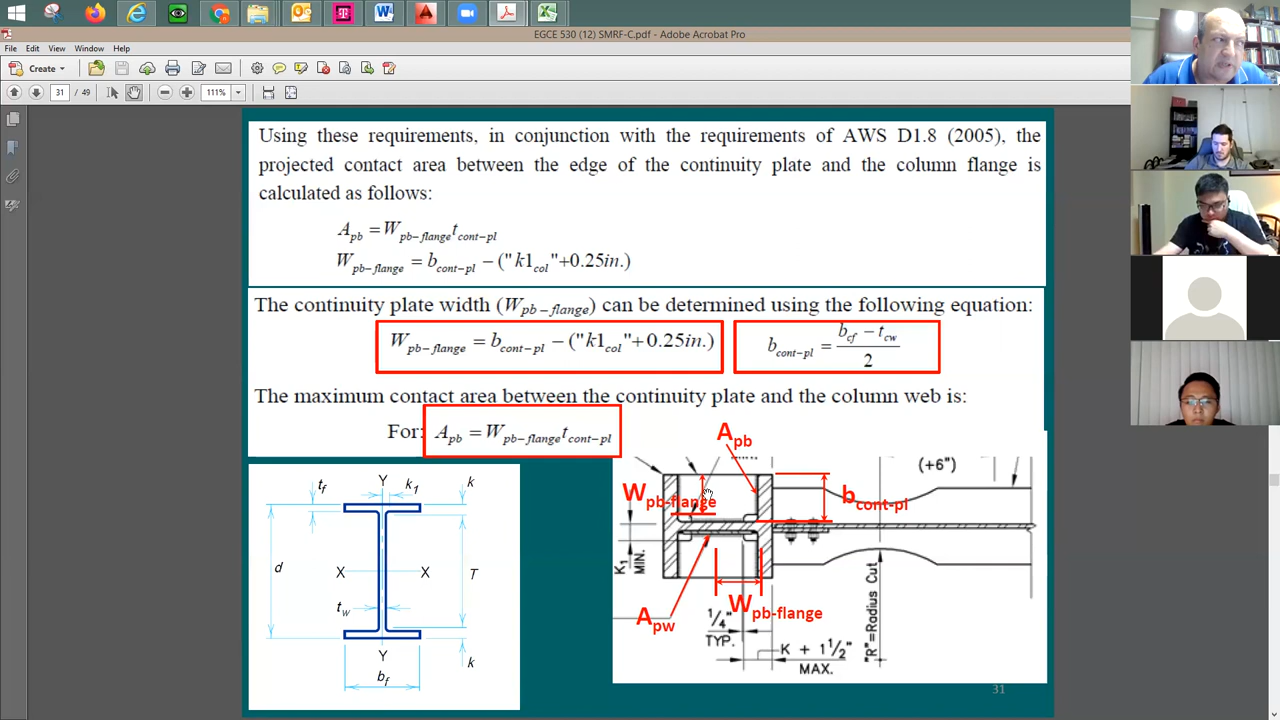 EGCE 530 (12) SMRF-C.pdf - Adobe Acrobat Pro
File Edit View Window Help
Create
31 / 49
111%
Using these requirements in conjunction with the requirements of AWS D1.8 (2005), the
projected contact area between the edge of the continuity plate and the column flange is
calculated as follows:
A_pb = W_pb-flange t_cont-pl
W_pb-flange = b_cont-pl − ("k1_col"+0.25in.)
The continuity plate width (W_pb-flange) can be determined using the following equation:
W_pb-flange = b_cont-pl − ("k1_col"+0.25in.)
b_cont-pl = (b_cf − t_cw) / 2
The maximum contact area between the continuity plate and the column web is:
For: A_pb = W_pb-flange t_cont-pl
t_f
Y
k_1
k
d
X
X
T
t_w
Y
k
b_f
A_pb
(+6")
W_pb-flange
b_cont-pl
K_1
MIN.
W_pb-flange
A_pw
1/4"
TYP.
K + 1 1/2"
MAX.
"R"=Radius Cut
31